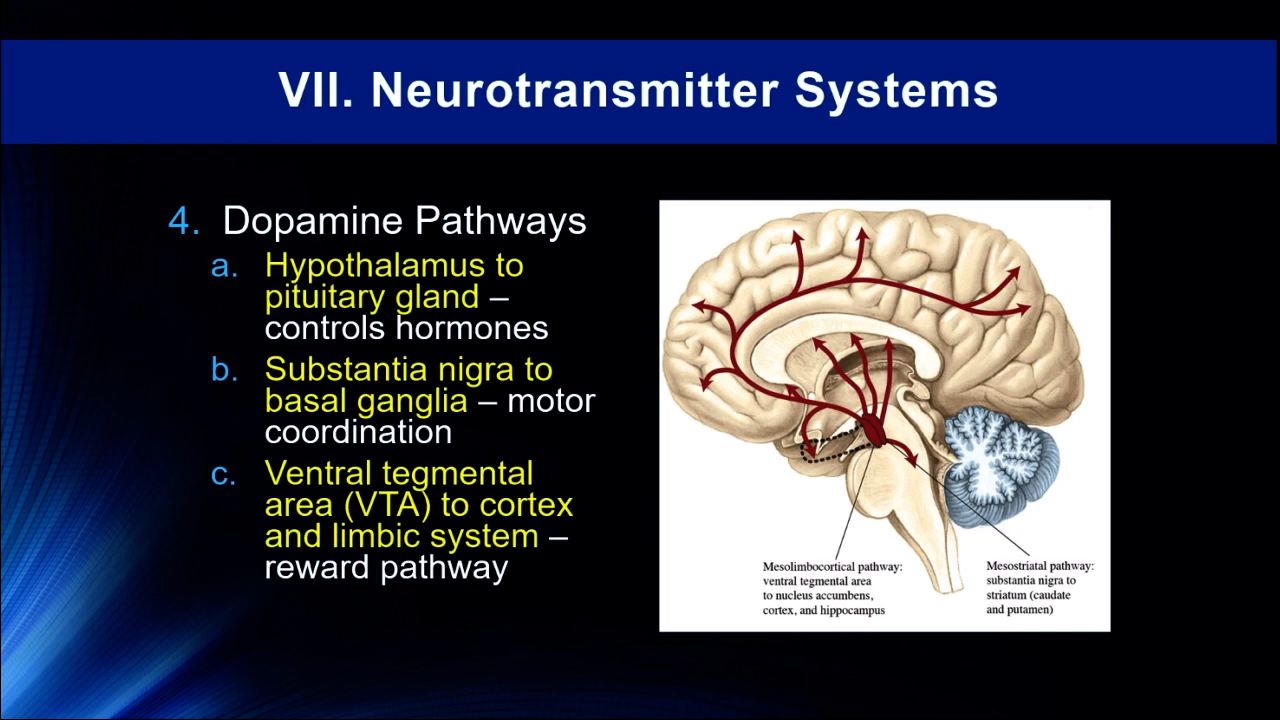 VII. Neurotransmitter Systems
4. Dopamine Pathways
a. Hypothalamus to
pituitary gland –
controls hormones
b. Substantia nigra to
basal ganglia – motor
coordination
c. Ventral tegmental
area (VTA) to cortex
and limbic system –
reward pathway
Mesolimbocortical pathway:
ventral tegmental area
to nucleus accumbens,
cortex, and hippocampus
Mesostriatal pathway:
substantia nigra to
striatum (caudate
and putamen)